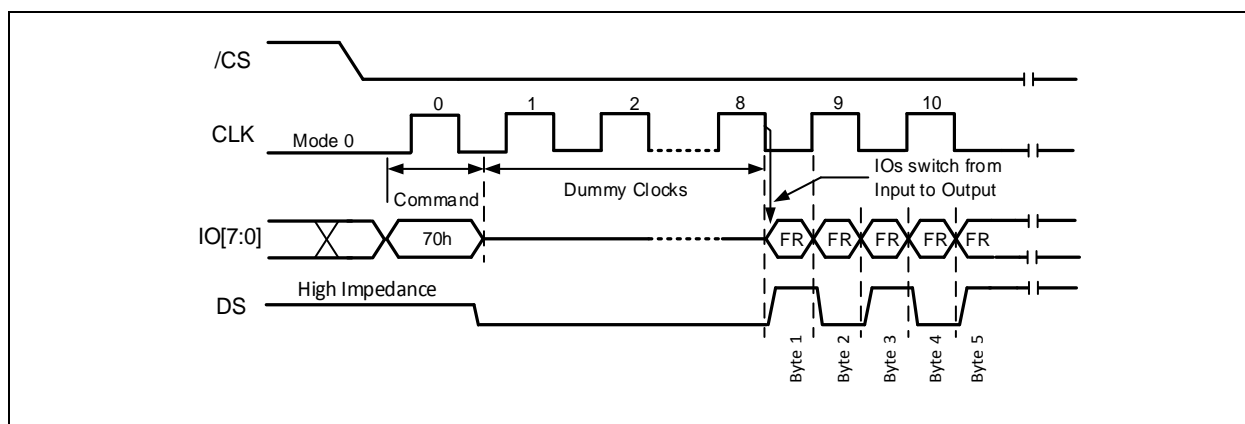 /CS
0 1 2 8 9 10
CLK
Mode 0
IOs switch from
Input to Output
Command
Dummy Clocks
IO[7:0]
70h
FR FR FR FR FR
High Impedance
DS
Byte 1
Byte 2
Byte 3
Byte 4
Byte 5